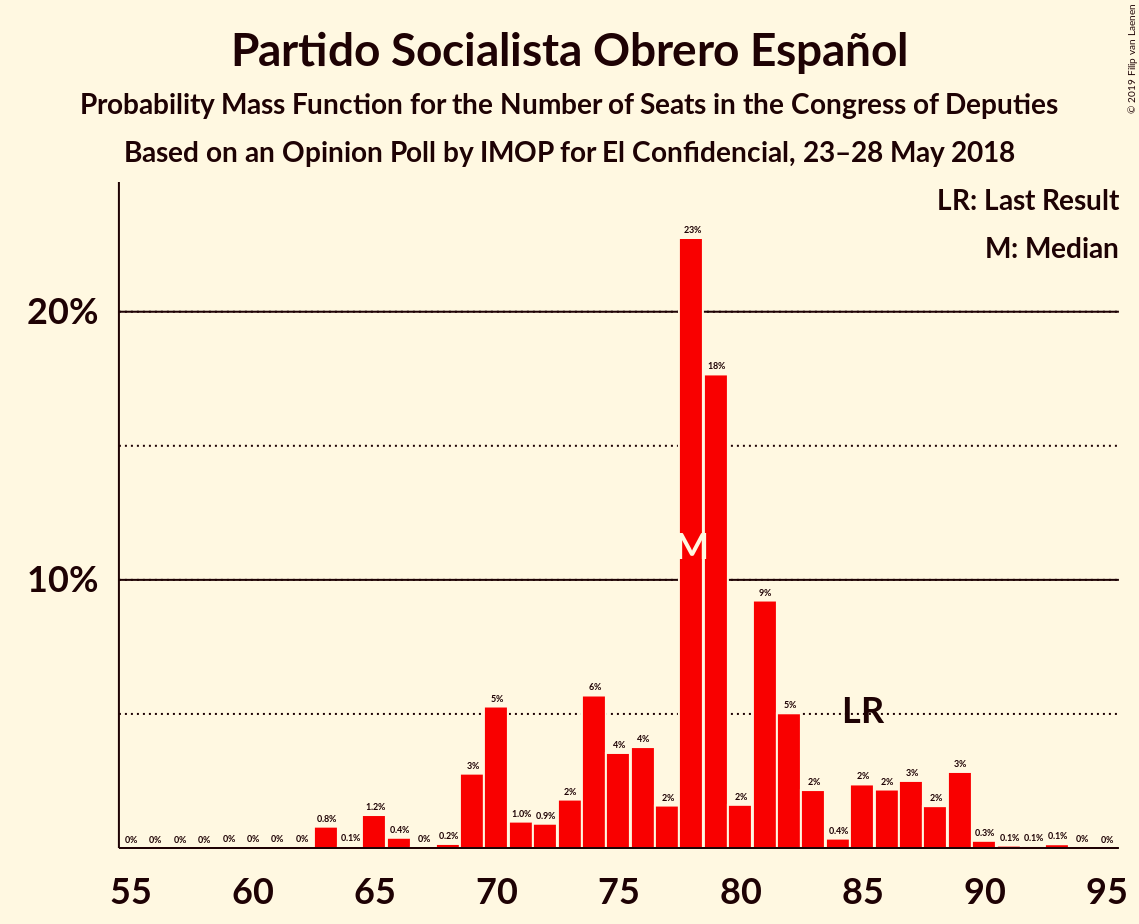 Partido Socialista Obrero Español
Probability Mass Function for the Number of Seats in the Congress of Deputies
Based on an Opinion Poll by IMOP for El Confidencial, 23–28 May 2018
© 2019 Filip van Laenen
LR: Last Result
M: Median
20%
10%
0% 0% 0% 0% 0% 0% 0% 0% 0.8% 0.1% 1.2% 0.4% 0% 0.2% 3% 5% 1.0% 0.9% 2% 6% 4% 4% 2% 23% 18% 2% 9% 5% 2% 0.4% 2% 2% 3% 2% 3% 0.3% 0.1% 0.1% 0.1% 0% 0%
M
LR
55 60 65 70 75 80 85 90 95